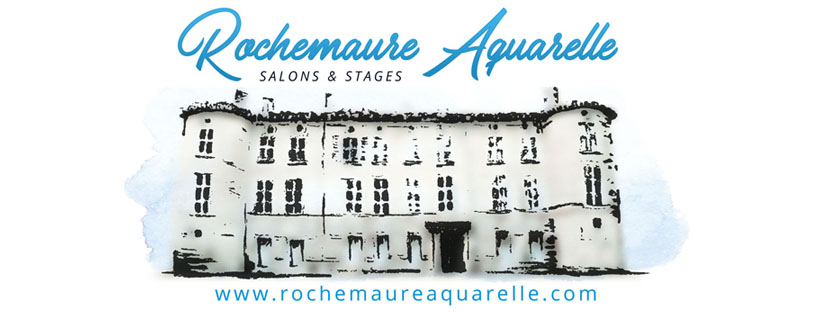 Rochemaure Aquarelle
SALONS & STAGES
www.rochemaureaquarelle.com